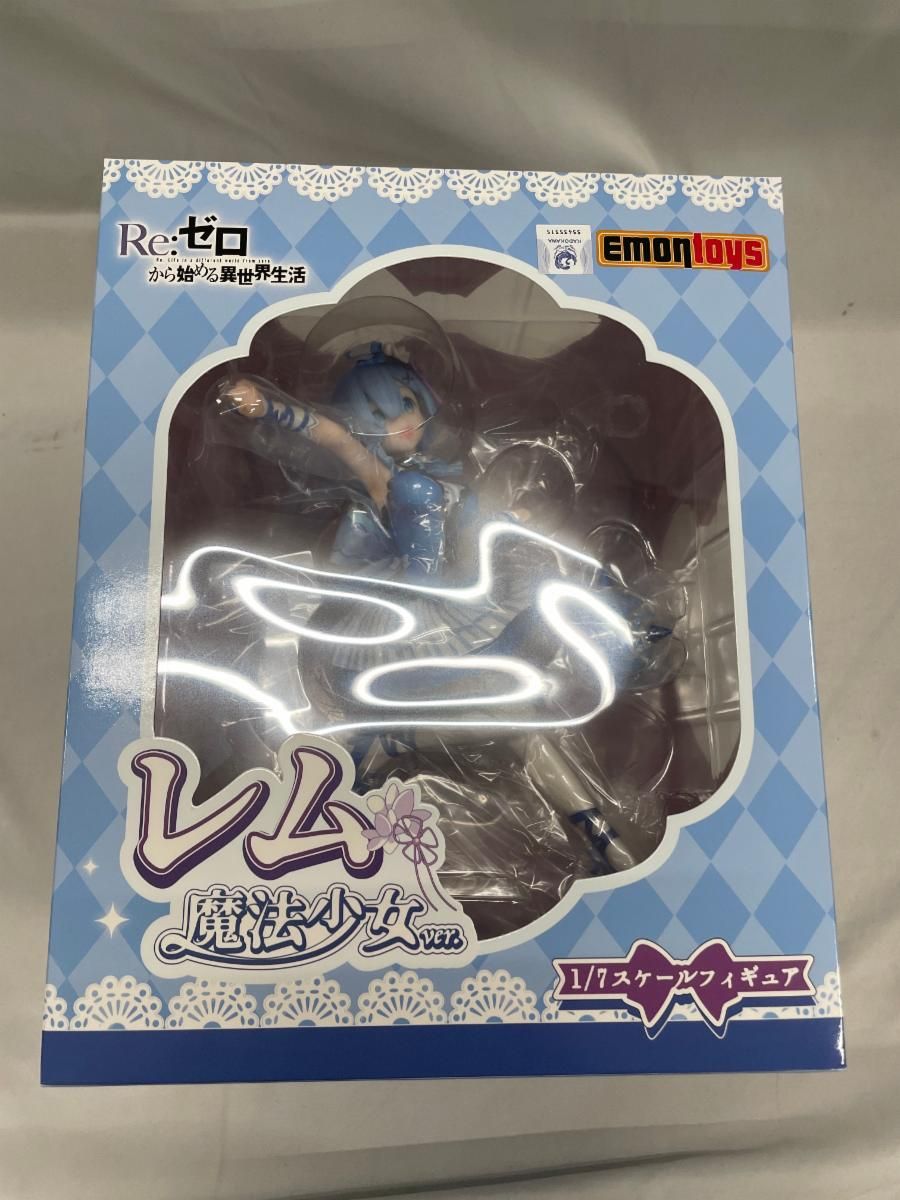 Re:ゼロ
Re: Life in a different world from zero
から始める異世界生活
KADOKAWA
55455515
EMONTOYS
レム
魔法少女ver.
1/7スケールフィギュア